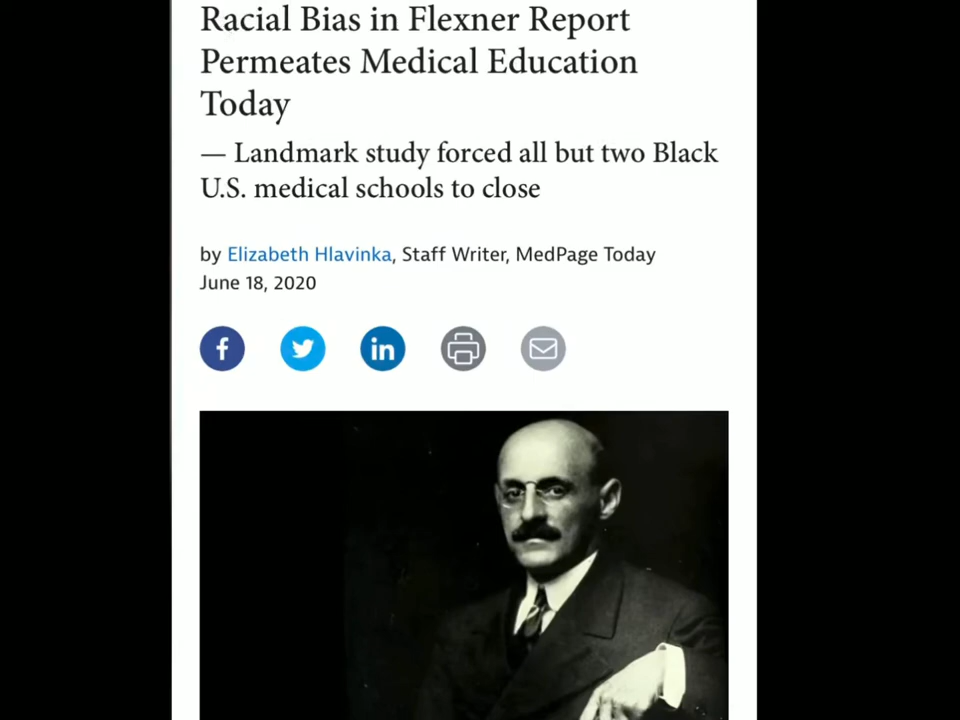 Racial Bias in Flexner Report
Permeates Medical Education
Today
— Landmark study forced all but two Black
U.S. medical schools to close
by Elizabeth Hlavinka, Staff Writer, MedPage Today
June 18, 2020
f
in